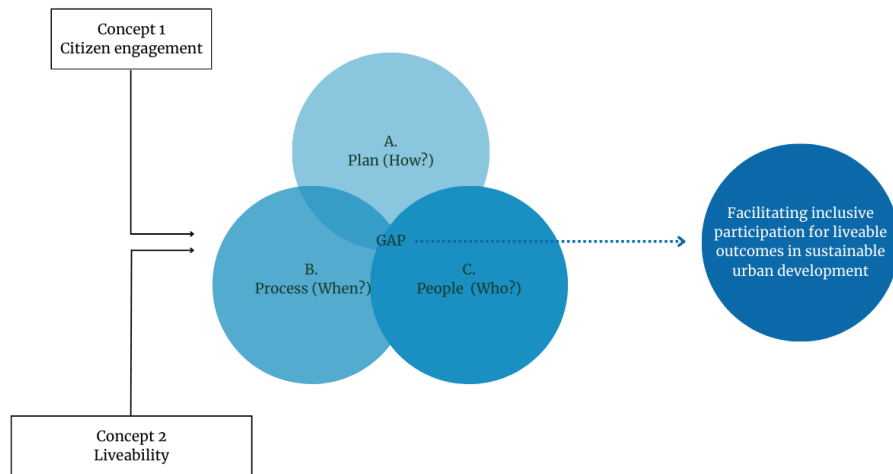 Concept 1
Citizen engagement
A.
Plan (How?)
GAP
B.
Process (When?)
C.
People (Who?)
Facilitating inclusive
participation for liveable
outcomes in sustainable
urban development
Concept 2
Liveability